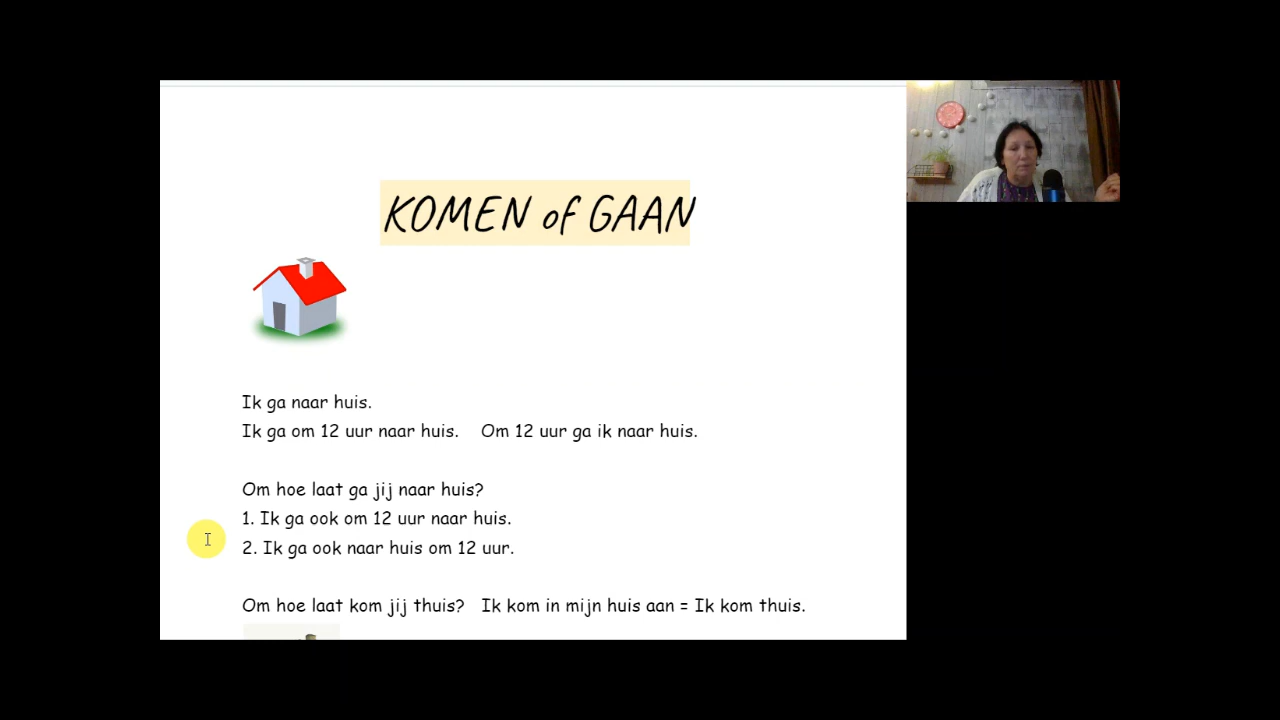 KOMEN of GAAN
Ik ga naar huis.
Ik ga om 12 uur naar huis. Om 12 uur ga ik naar huis.
Om hoe laat ga jij naar huis?
1. Ik ga ook om 12 uur naar huis.
2. Ik ga ook naar huis om 12 uur.
Om hoe laat kom jij thuis? Ik kom in mijn huis aan = Ik kom thuis.